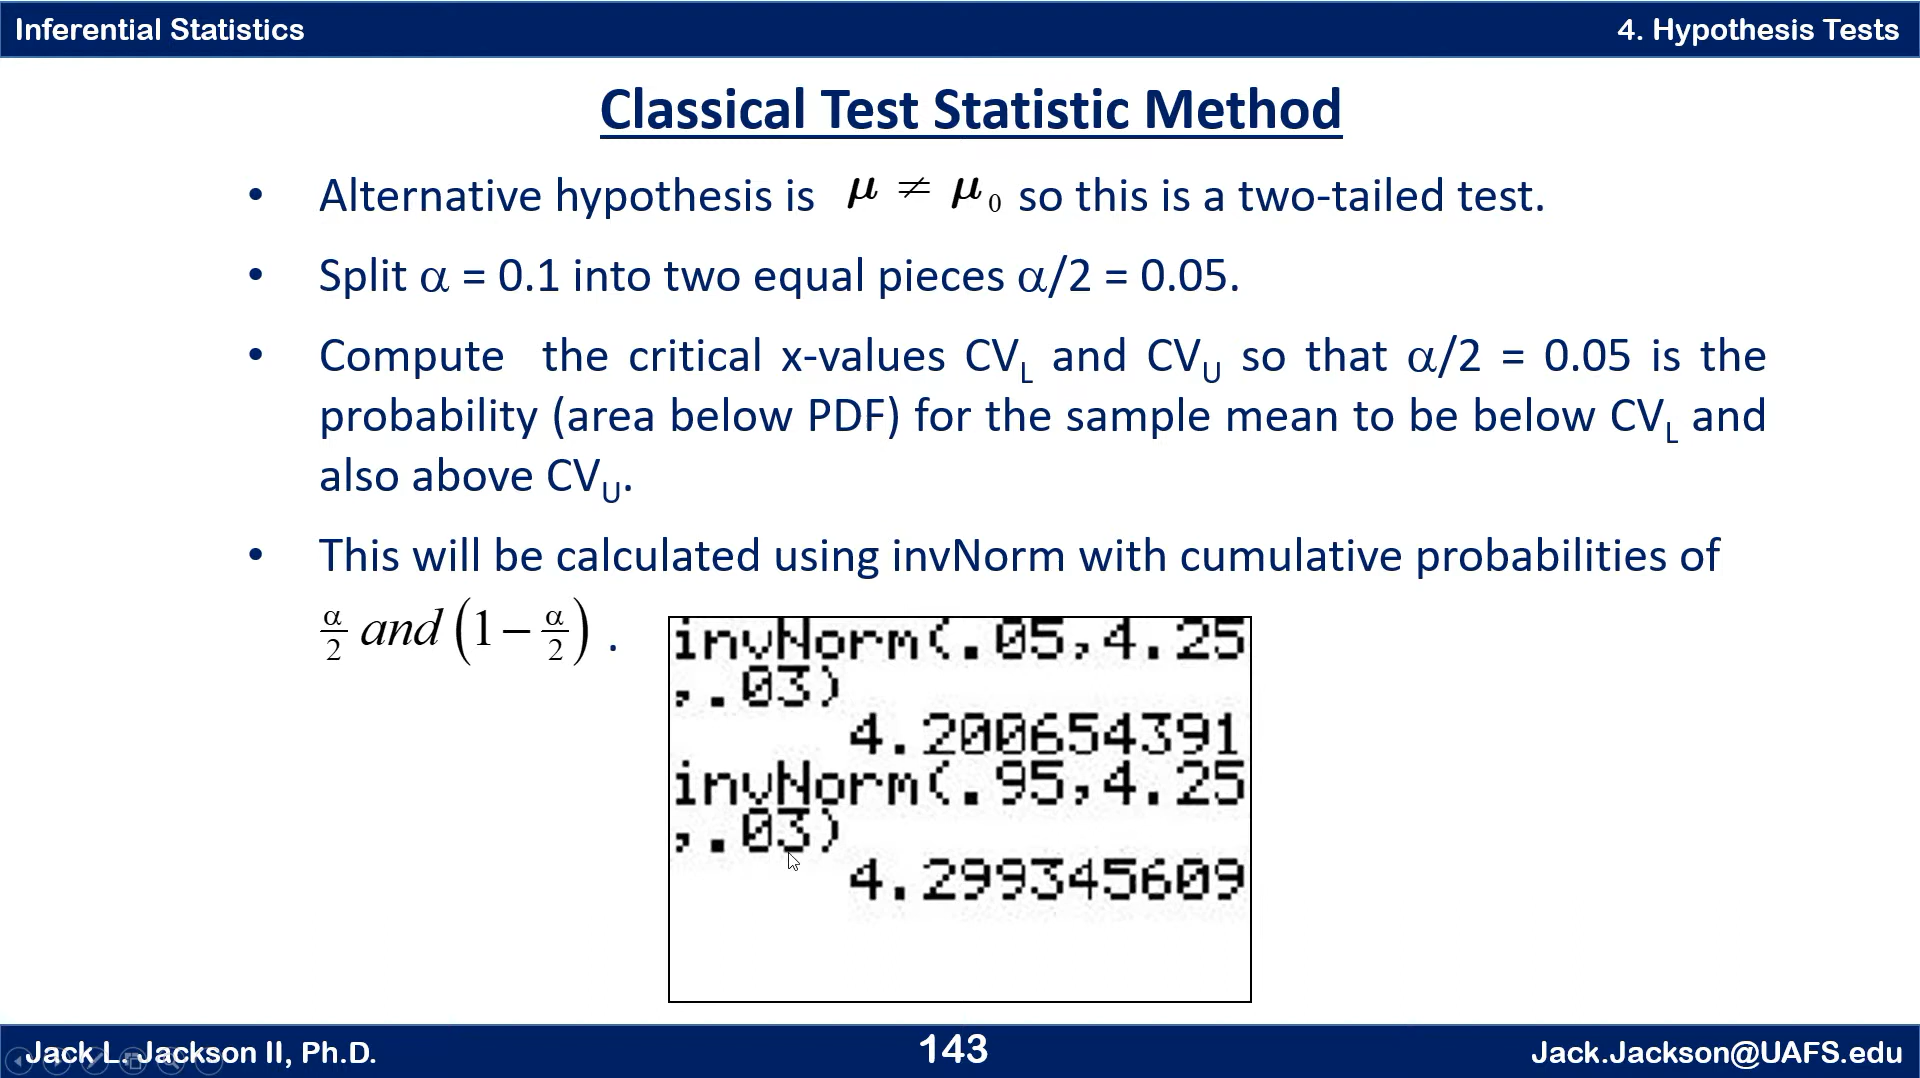 Inferential Statistics
4. Hypothesis Tests
Classical Test Statistic Method
• Alternative hypothesis is μ ≠ μ₀ so this is a two-tailed test.
• Split α = 0.1 into two equal pieces α/2 = 0.05.
• Compute the critical x-values CV_L and CV_U so that α/2 = 0.05 is the
probability (area below PDF) for the sample mean to be below CV_L and
also above CV_U.
• This will be calculated using invNorm with cumulative probabilities of
α/2 and (1 − α/2) .
invNorm(.05,4.25
,.03)
4.200654391
invNorm(.95,4.25
,.03)
4.299345609
Jack L. Jackson II, Ph.D.
143
Jack.Jackson@UAFS.edu